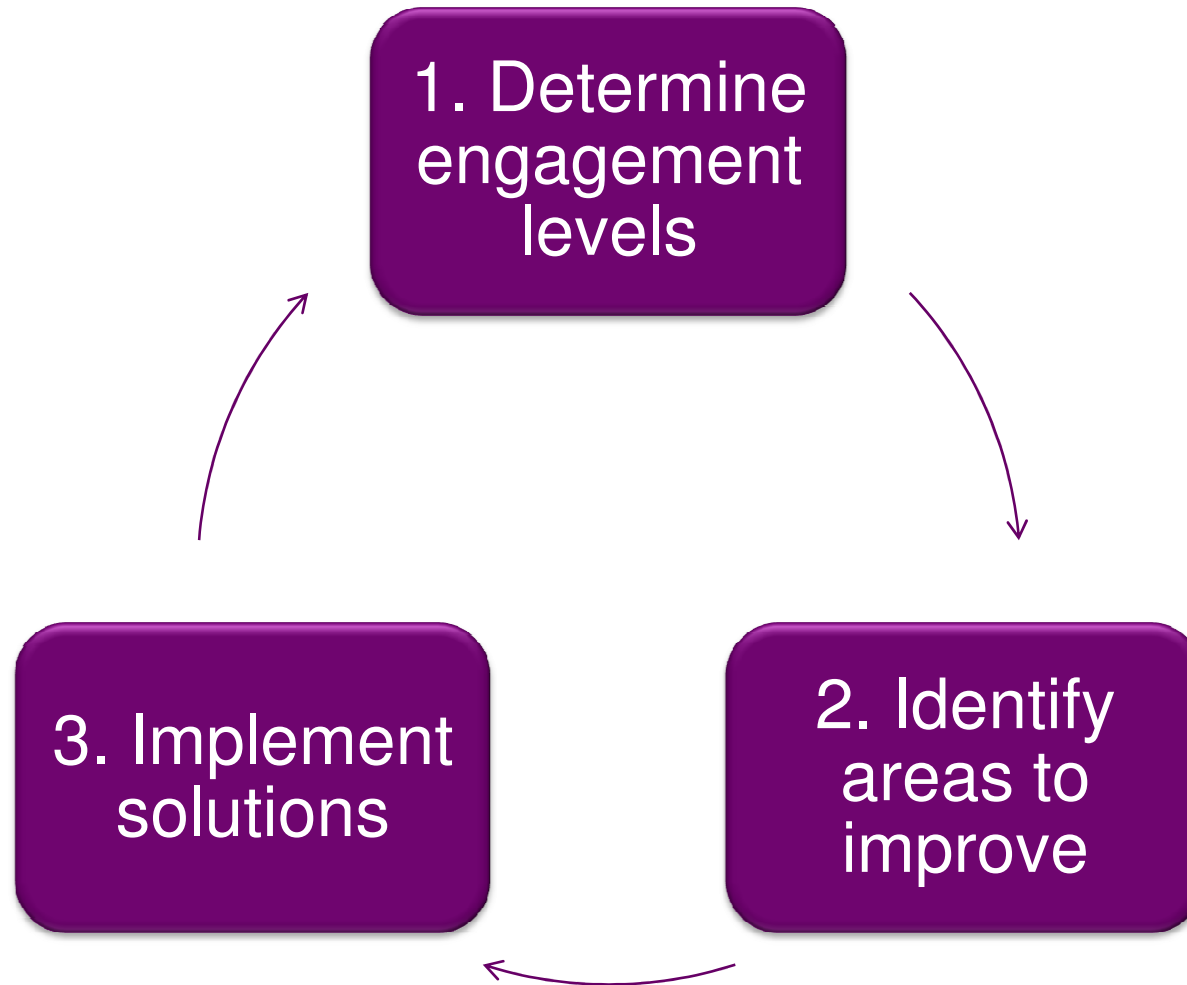 1. Determine
engagement
levels
2. Identify
areas to
improve
3. Implement
solutions